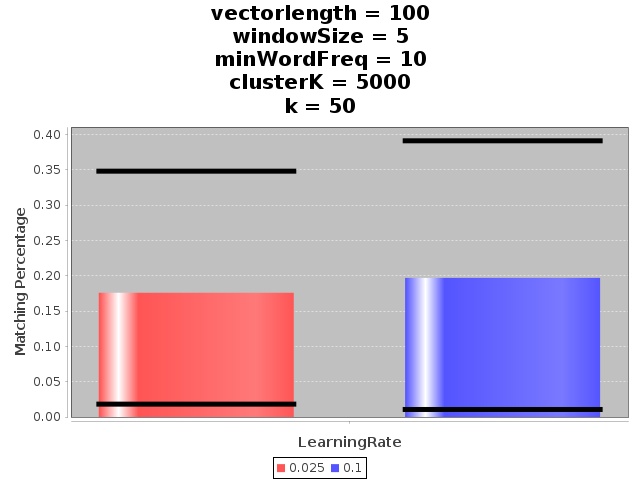 vectorlength = 100
windowSize = 5
minWordFreq = 10
clusterK = 5000
k = 50
0.40
0.35
0.30
0.25
0.20
0.15
0.10
0.05
0.00
Matching Percentage
LearningRate
0.025 0.1